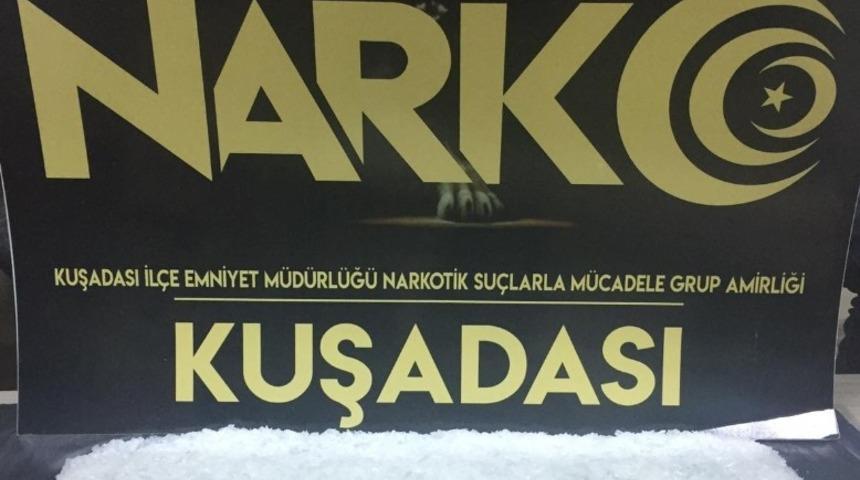 NARKO
KUŞADASI İLÇE EMNİYET MÜDÜRLÜĞÜ NARKOTİK SUÇLARLA MÜCADELE GRUP AMİRLİĞİ
KUŞADASI